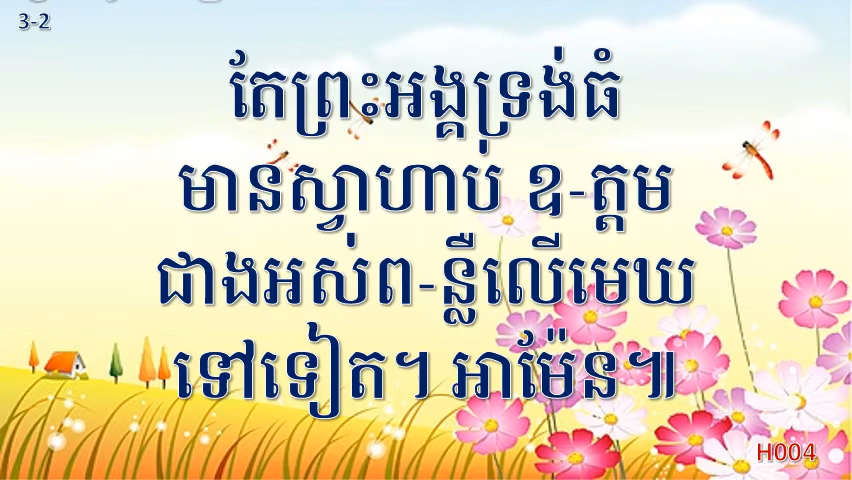 3-2
តែព្រះអង្គទ្រង់ធំ
មានស្វាហាប់ ឧ-ត្តម
ជាងអស់ព-ន្លឺលើមេឃ
ទៅទៀត។ អាម៉ែន៕
H004